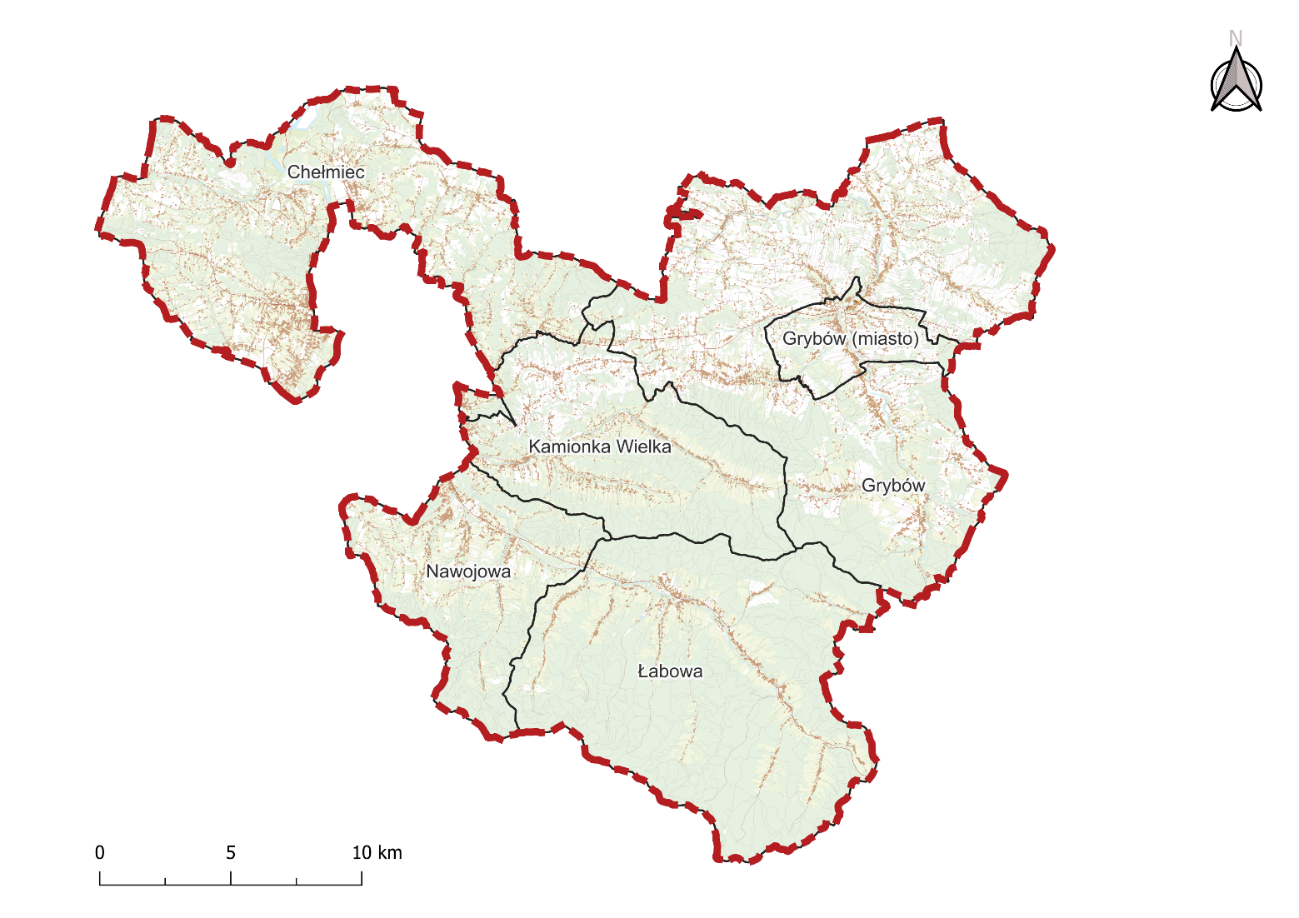 N
Chełmiec
Grybów (miasto)
Kamionka Wielka
Grybów
Nawojowa
Łabowa
0 5 10 km